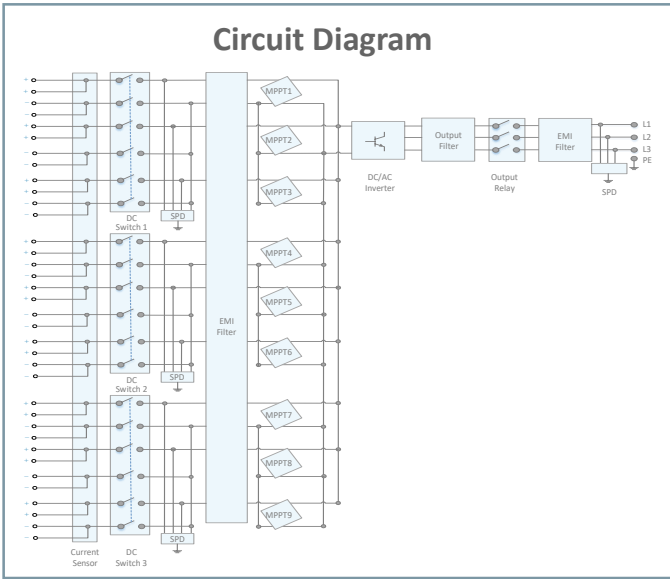 Circuit Diagram
+
+
−
−
+
+
−
−
+
+
−
−
DC
Switch 1
SPD
+
+
−
−
+
+
−
−
+
+
−
−
DC
Switch 2
SPD
+
+
−
−
+
+
−
−
+
+
−
−
Current
Sensor
DC
Switch 3
SPD
EMI
Filter
MPPT1
MPPT2
MPPT3
MPPT4
MPPT5
MPPT6
MPPT7
MPPT8
MPPT9
DC/AC
Inverter
Output
Filter
Output
Relay
EMI
Filter
SPD
L1
L2
L3
PE